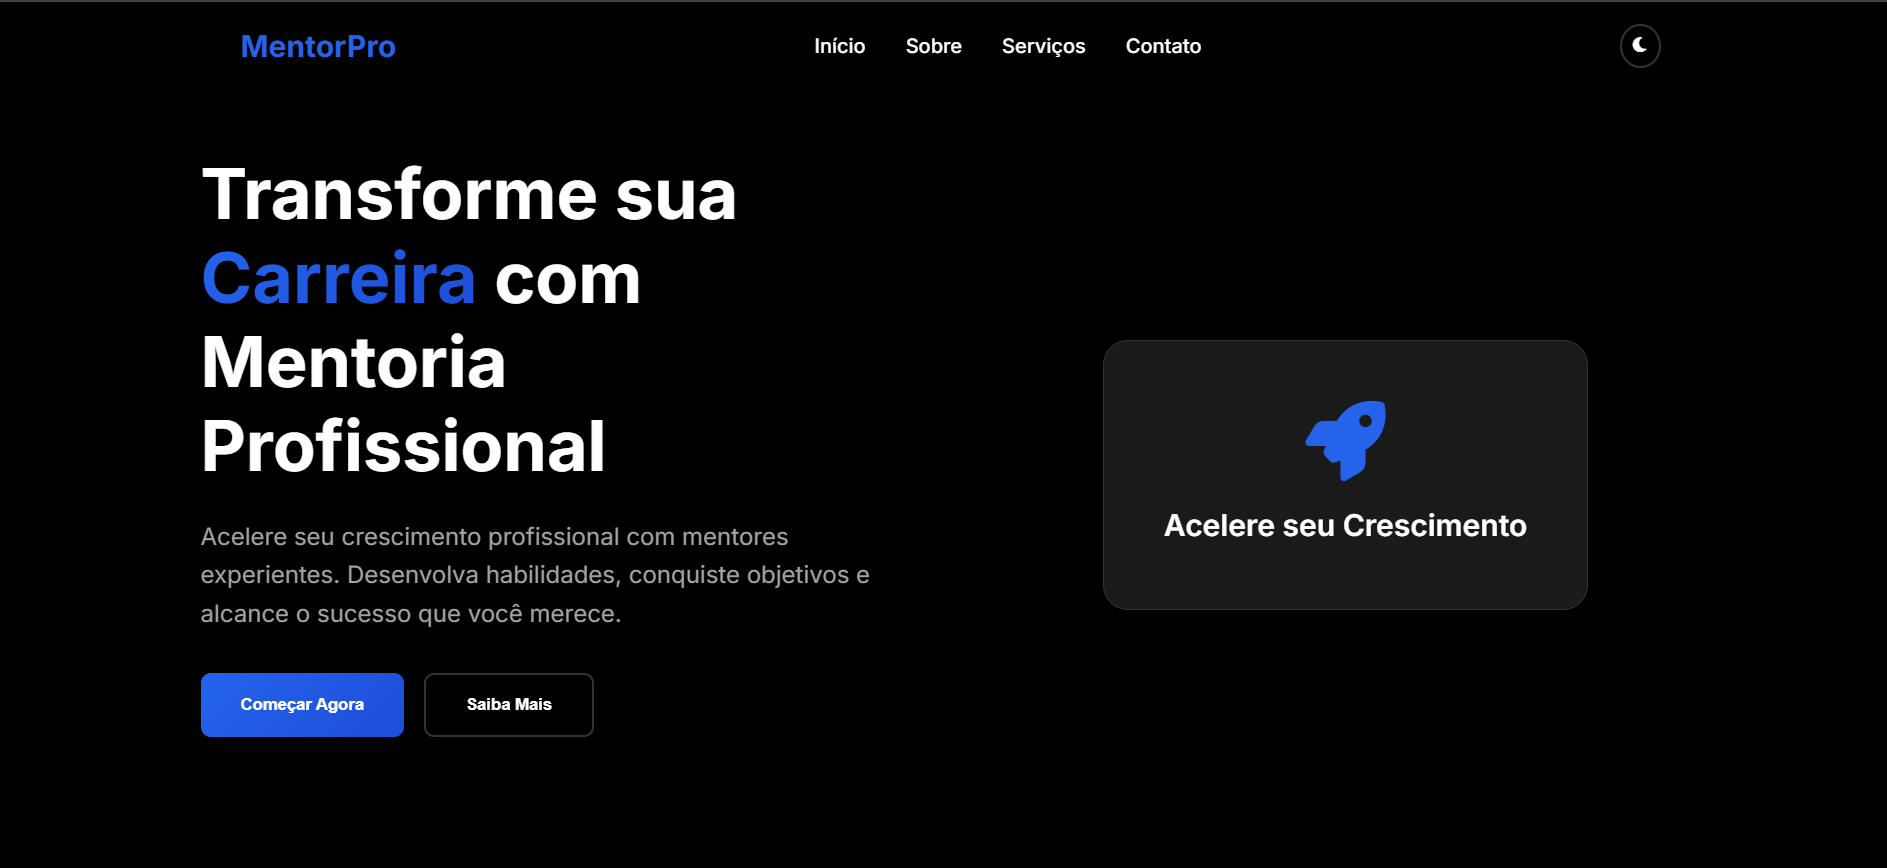 MentorPro
Início
Sobre
Serviços
Contato
Transforme sua
Carreira com
Mentoria
Profissional
Acelere seu crescimento profissional com mentores
experientes. Desenvolva habilidades, conquiste objetivos e
alcance o sucesso que você merece.
Começar Agora
Saiba Mais
Acelere seu Crescimento